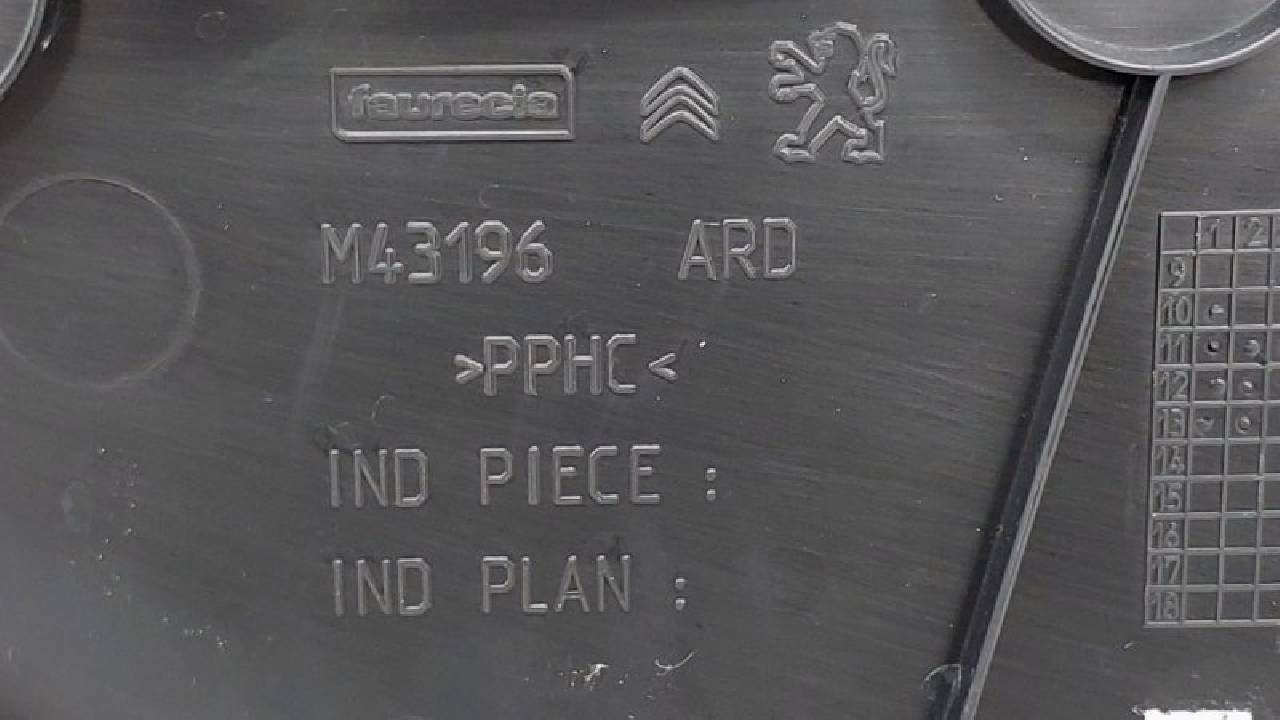 faurecia
M43196 ARD
>PPHC<
IND PIECE :
IND PLAN :
1 2
9
10
11
12
13
14
15
16
17
18